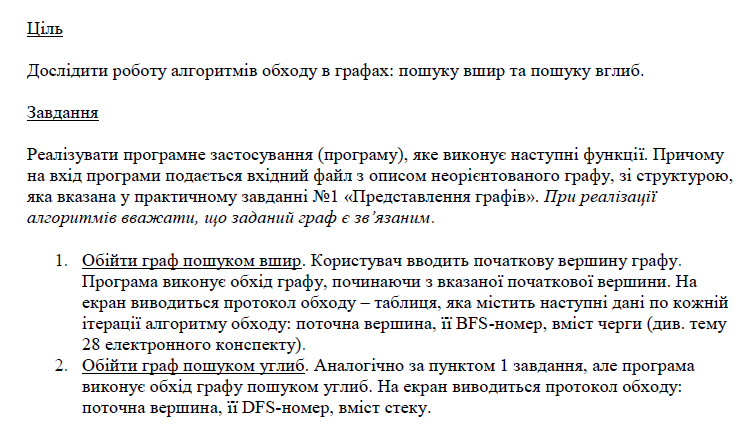 Ціль
Дослідити роботу алгоритмів обходу в графах: пошуку вшир та пошуку вглиб.
Завдання
Реалізувати програмне застосування (програму), яке виконує наступні функції. Причому
на вхід програми подається вхідний файл з описом неорієнтованого графу, зі структурою,
яка вказана у практичному завданні №1 «Представлення графів». При реалізації
алгоритмів вважати, що заданий граф є зв’язаним.
1. Обійти граф пошуком вшир. Користувач вводить початкову вершину графу.
Програма виконує обхід графу, починаючи з вказаної початкової вершини. На
екран виводиться протокол обходу – таблиця, яка містить наступні дані по кожній
ітерації алгоритму обходу: поточна вершина, її BFS-номер, вміст черги (див. тему
28 електронного конспекту).
2. Обійти граф пошуком углиб. Аналогічно за пунктом 1 завдання, але програма
виконує обхід графу пошуком углиб. На екран виводиться протокол обходу:
поточна вершина, її DFS-номер, вміст стеку.